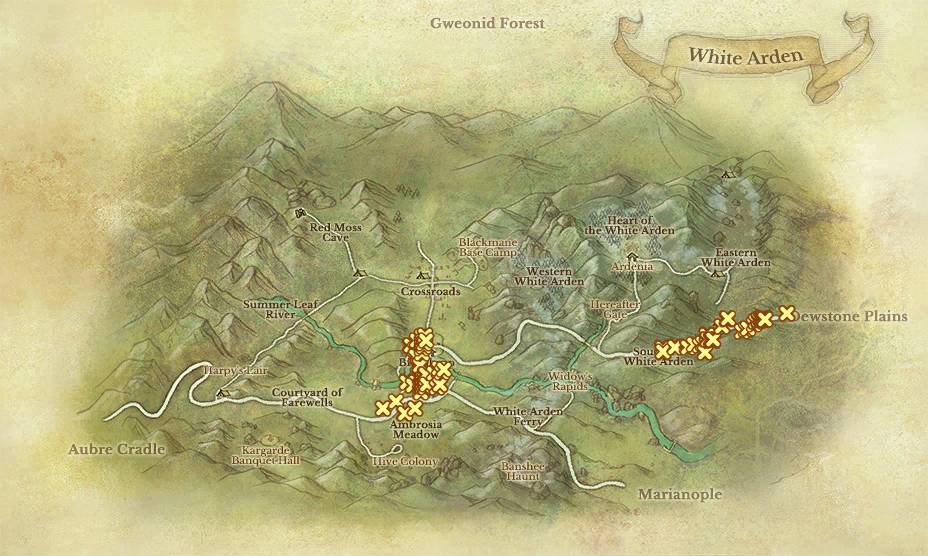 Gweonid Forest
White Arden
Red Moss
Cave
Blackmane
Base Camp
Heart of
the White Arden
Ardenia
Eastern
White Arden
Western
White Arden
Crossroads
Summer Leaf
River
Hereafter
Gate
Dewstone Plains
White Arden
Harpy's Lair
Widow's
Rapids
Courtyard of
Farewells
White Arden
Ferry
Ambrosia
Meadow
Aubre Cradle
Kargarde
Banquet Hall
Hive Colony
Banshee
Haunt
Marianople